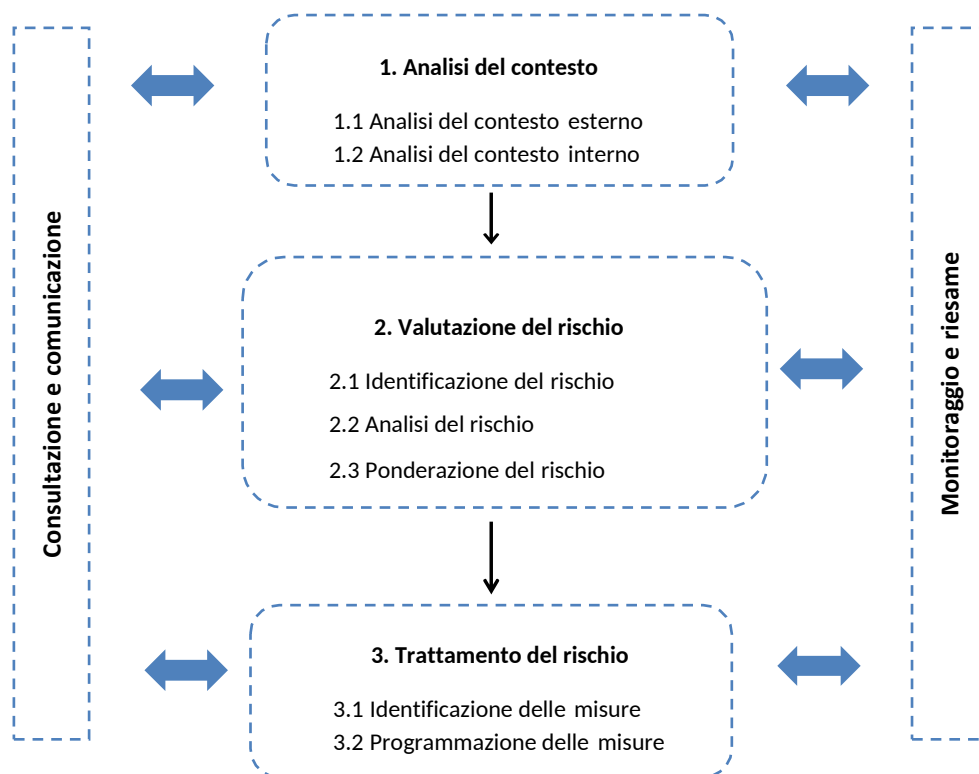 Consultazione e comunicazione
1. Analisi del contesto
1.1 Analisi del contesto esterno
1.2 Analisi del contesto interno
2. Valutazione del rischio
2.1 Identificazione del rischio
2.2 Analisi del rischio
2.3 Ponderazione del rischio
3. Trattamento del rischio
3.1 Identificazione delle misure
3.2 Programmazione delle misure
Monitoraggio e riesame